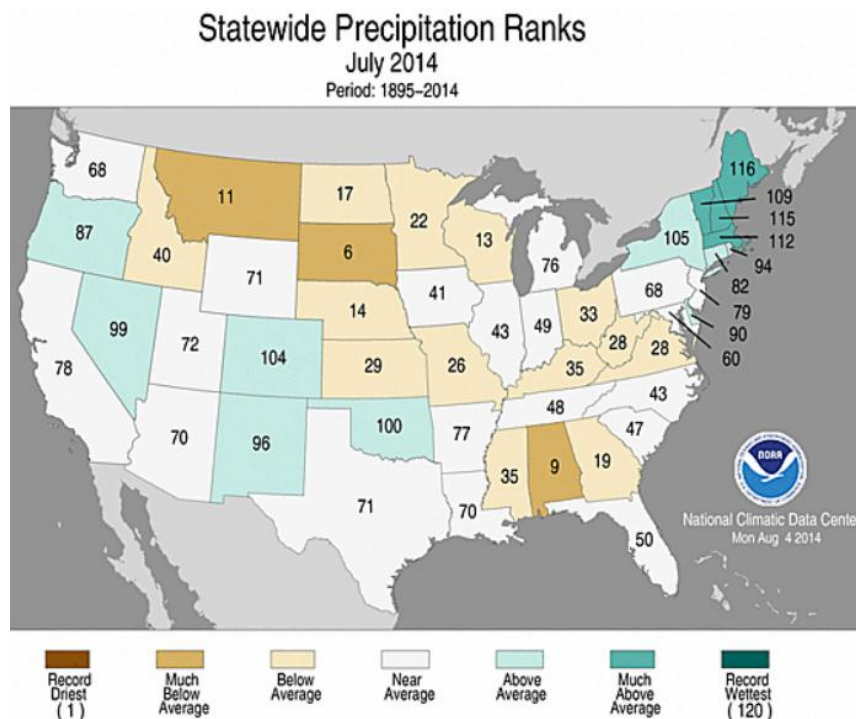 Statewide Precipitation Ranks
July 2014
Period: 1895-2014
116
68
11
17
109
22
115
87
13
105
112
6
40
94
71
76
82
41
68
14
79
99
43
49
33
90
72
104
28
60
78
29
26
28
35
43
48
70
96
100
77
47
35
9
19
71
70
50
NOAA
National Climatic Data Center
Mon Aug 4 2014
Record
Driest
(1)
Much
Below
Average
Below
Average
Near
Average
Above
Average
Much
Above
Average
Record
Wettest
(120)